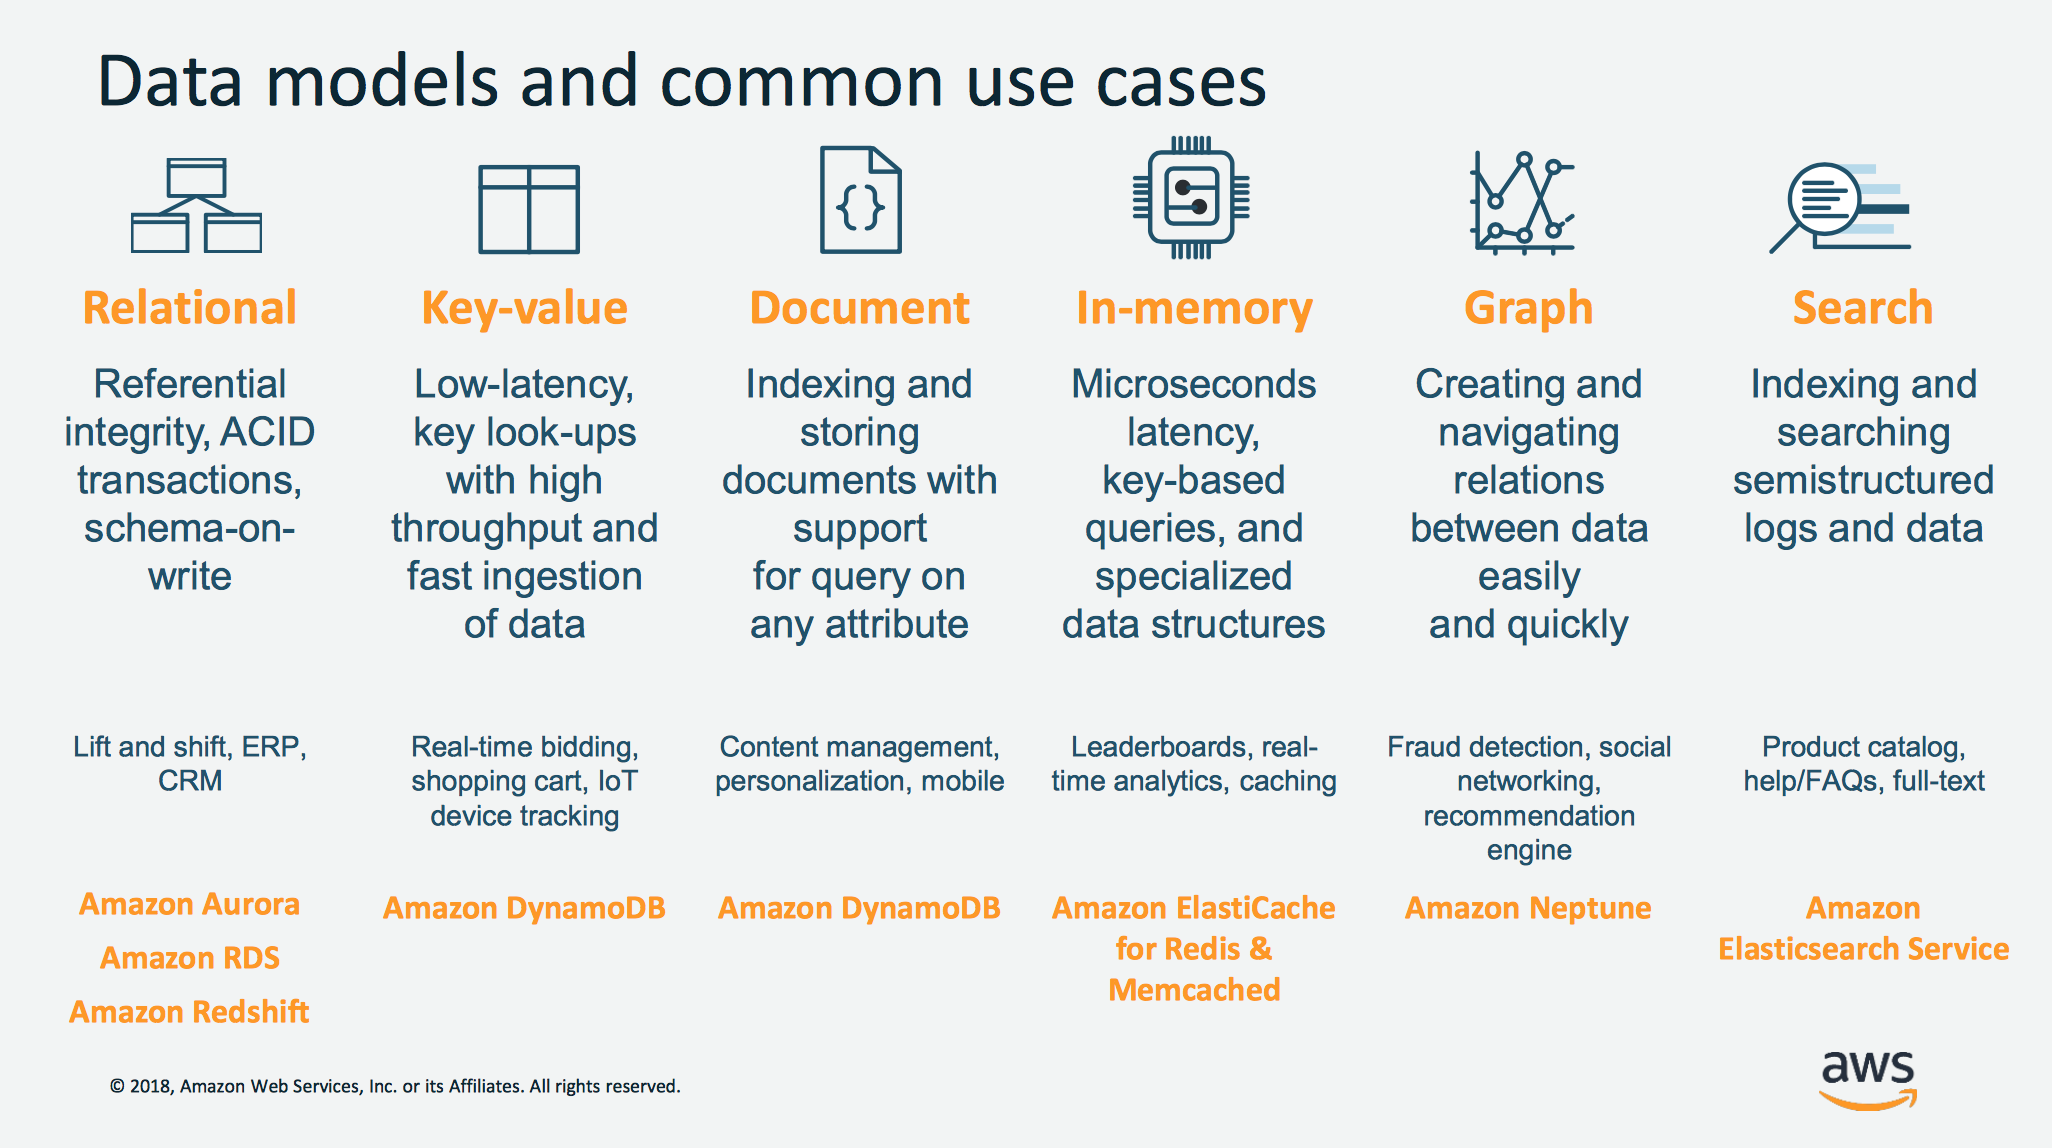 Data models and common use cases
Relational
Referential
integrity, ACID
transactions,
schema-on-
write
Lift and shift, ERP,
CRM
Amazon Aurora
Amazon RDS
Amazon Redshift
Key-value
Low-latency,
key look-ups
with high
throughput and
fast ingestion
of data
Real-time bidding,
shopping cart, IoT
device tracking
Amazon DynamoDB
Document
Indexing and
storing
documents with
support
for query on
any attribute
Content management,
personalization, mobile
Amazon DynamoDB
In-memory
Microseconds
latency,
key-based
queries, and
specialized
data structures
Leaderboards, real-
time analytics, caching
Amazon ElastiCache
for Redis &
Memcached
Graph
Creating and
navigating
relations
between data
easily
and quickly
Fraud detection, social
networking,
recommendation
engine
Amazon Neptune
Search
Indexing and
searching
semistructured
logs and data
Product catalog,
help/FAQs, full-text
Amazon
Elasticsearch Service
© 2018, Amazon Web Services, Inc. or its Affiliates. All rights reserved.
aws